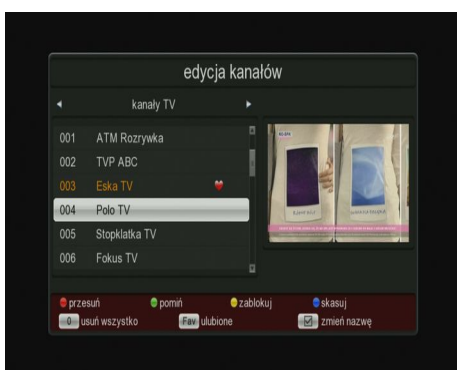 edycja kanałów
kanały TV
001 ATM Rozrywka
002 TVP ABC
003 Eska TV
004 Polo TV
005 Stopklatka TV
006 Fokus TV
przesuń pomiń zablokuj skasuj
0 usuń wszystko Fav ulubione zmień nazwę